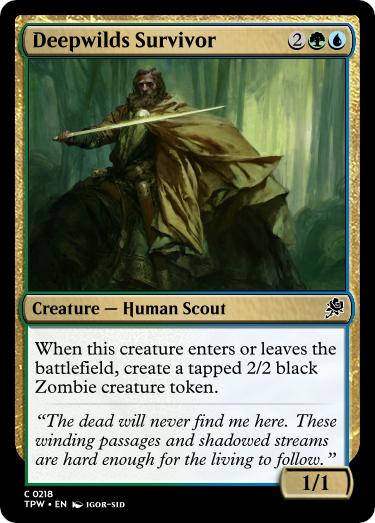 Deepwilds Survivor 2
Creature — Human Scout
When this creature enters or leaves the
battlefield, create a tapped 2/2 black
Zombie creature token.
“The dead will never find me here. These
winding passages and shadowed streams
are hard enough for the living to follow.”
1/1
C 0218
TPW • EN IGOR-SID